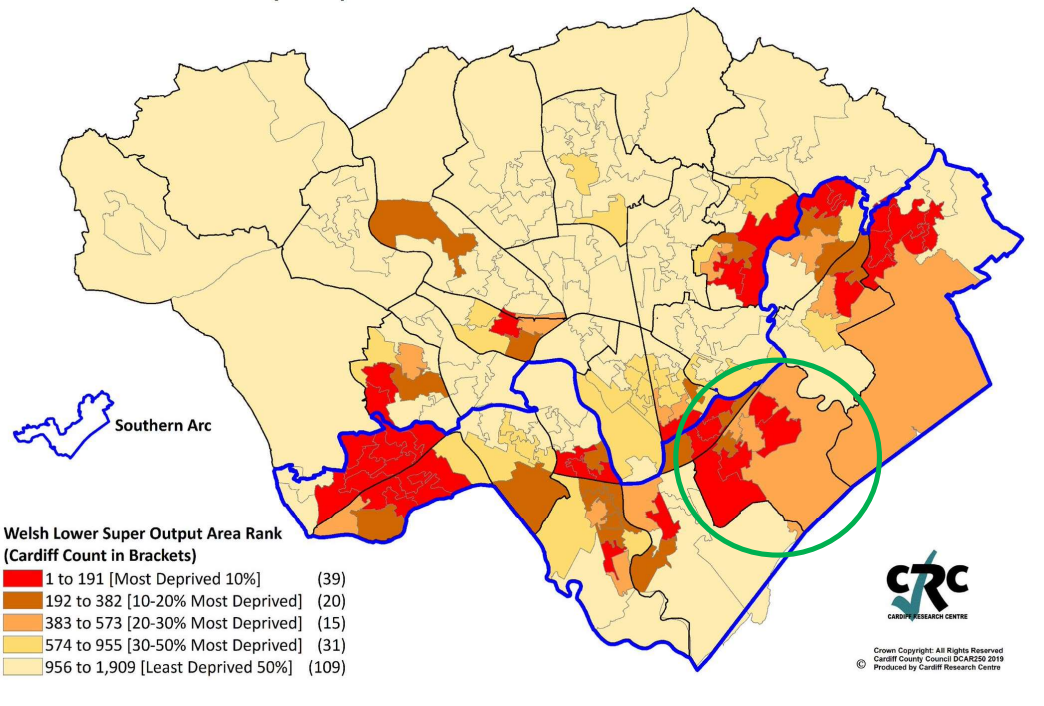 Southern Arc
Welsh Lower Super Output Area Rank
(Cardiff Count in Brackets)
1 to 191 [Most Deprived 10%] (39)
192 to 382 [10-20% Most Deprived] (20)
383 to 573 [20-30% Most Deprived] (15)
574 to 955 [30-50% Most Deprived] (31)
956 to 1,909 [Least Deprived 50%] (109)
CRC
CARDIFF RESEARCH CENTRE
Crown Copyright: All Rights Reserved
© Cardiff County Council DCAR250 2019
Produced by Cardiff Research Centre